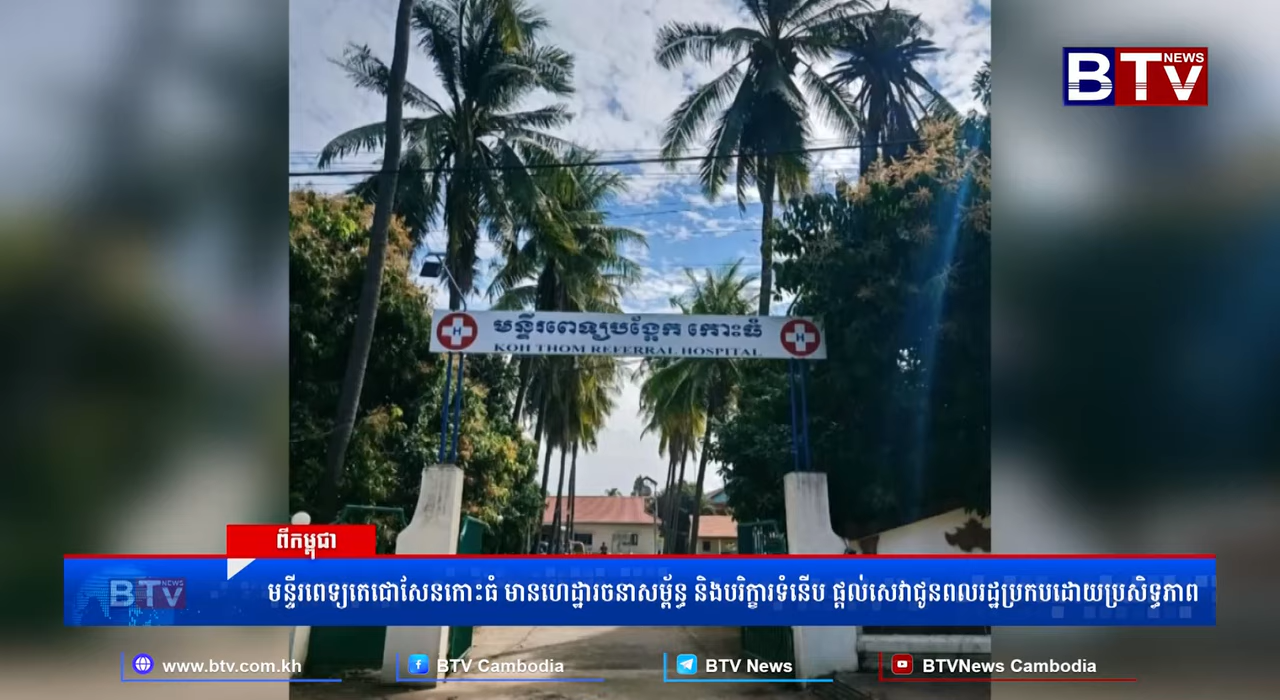 BTV NEWS
មន្ទីរពេទ្យបង្អែក កោះធំ
KOH THOM REFERRAL HOSPITAL
ពីកម្ពុជា
BTV NEWS
មន្ទីរពេទ្យតេជោសែនកោះធំ មានហេដ្ឋារចនាសម្ព័ន្ធ និងបរិក្ខារទំនើប ផ្តល់សេវាជូនពលរដ្ឋប្រកបដោយប្រសិទ្ធភាព
www.btv.com.kh
BTV Cambodia
BTV News
BTVNews Cambodia